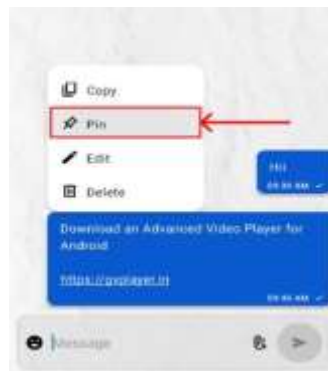 Copy
Pin
Edit
Delete
Hii
Download an Advanced Video Player for
Android
https://gvplayer.in
Message